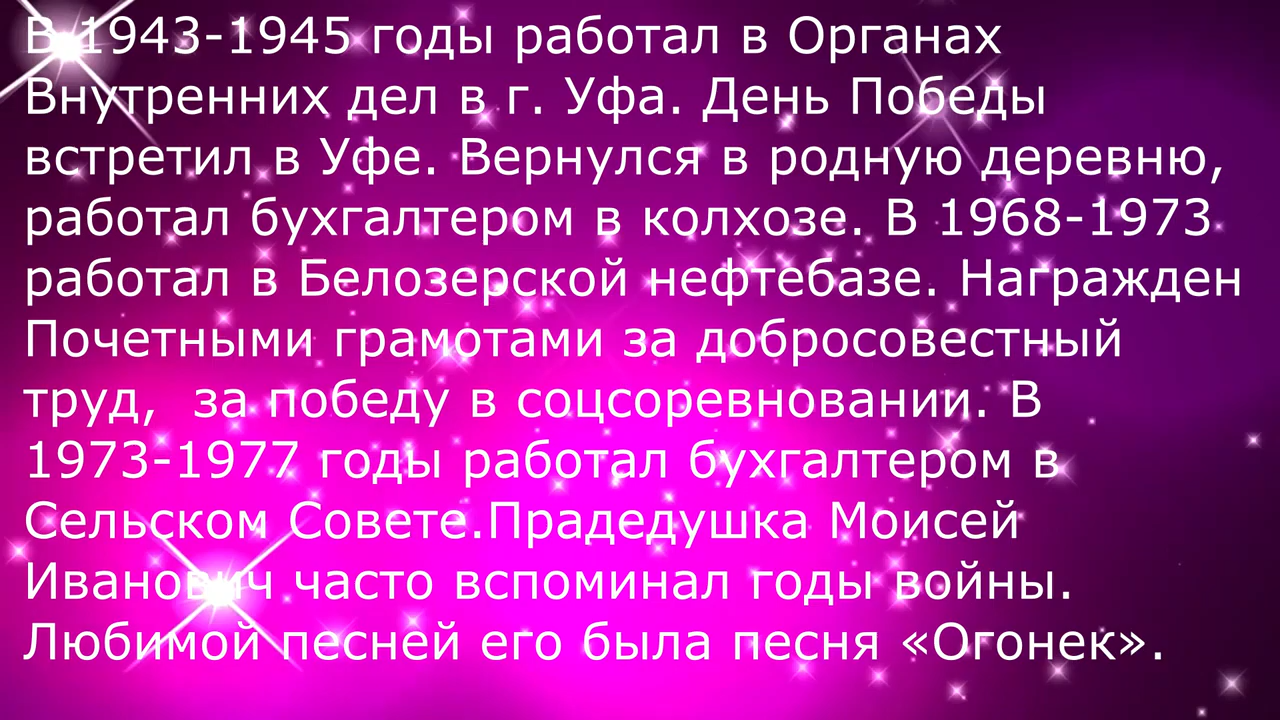 В 1943-1945 годы работал в Органах
Внутренних дел в г. Уфа. День Победы
встретил в Уфе. Вернулся в родную деревню,
работал бухгалтером в колхозе. В 1968-1973
работал в Белозерской нефтебазе. Награжден
Почетными грамотами за добросовестный
труд,  за победу в соцсоревновании. В
1973-1977 годы работал бухгалтером в
Сельском Совете.Прадедушка Моисей
Иванович часто вспоминал годы войны.
Любимой песней его была песня «Огонек».